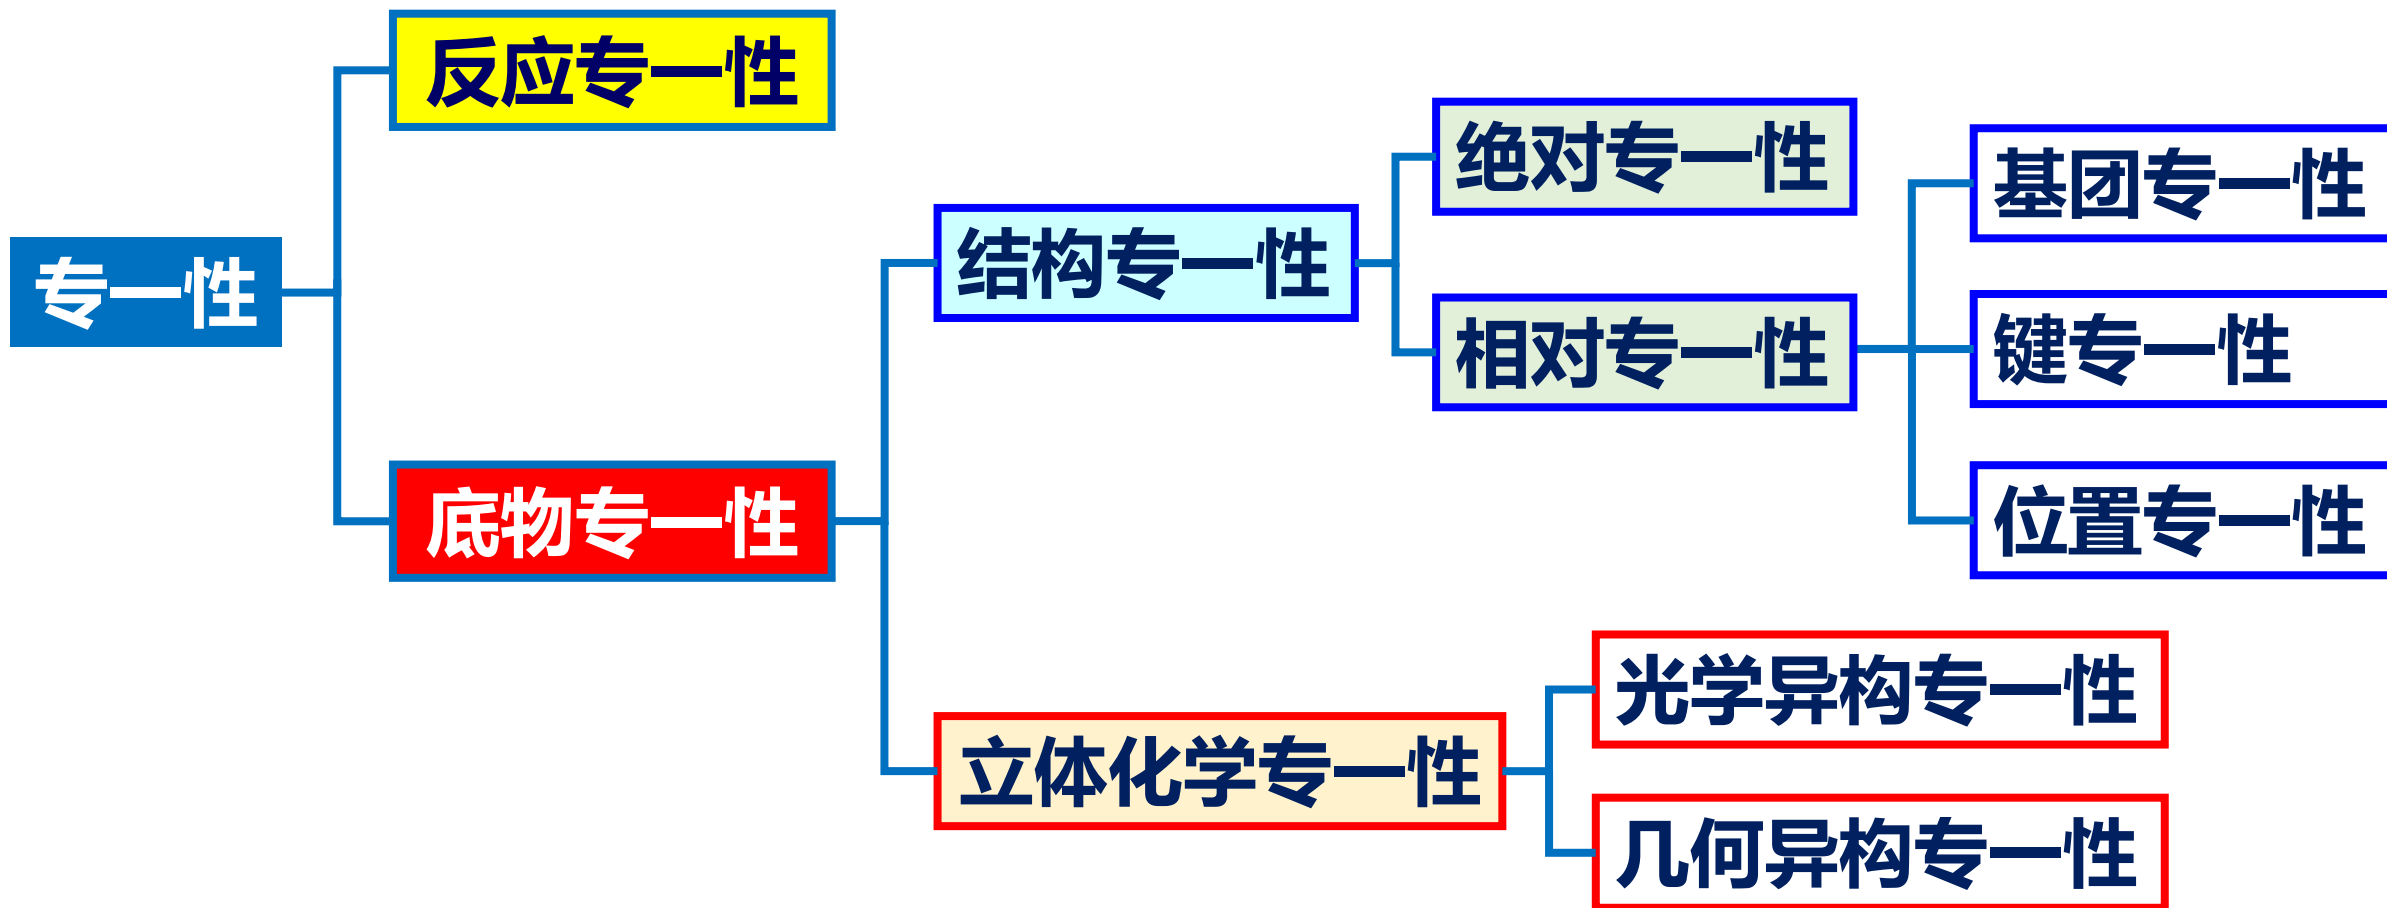 专一性
反应专一性
底物专一性
结构专一性
绝对专一性
相对专一性
基团专一性
键专一性
位置专一性
立体化学专一性
光学异构专一性
几何异构专一性